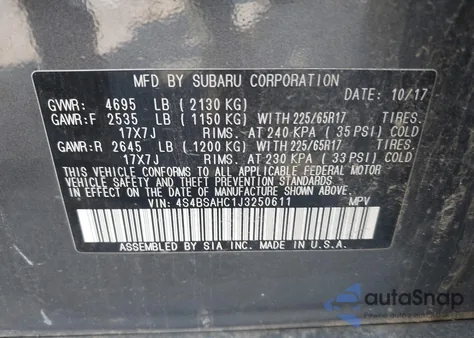 MFD BY SUBARU CORPORATION
DATE: 10/17
GVWR: 4695 LB (2130 KG)
GAWR:F 2535 LB (1150 KG) WITH 225/65R17
17X7J RIMS. AT 240 KPA (35 PSI) COLD
GAWR:R 2645 LB (1200 KG) WITH 225/65R17
17X7J RIMS. AT 230 KPA (33 PSI) COLD
THIS VEHICLE CONFORMS TO ALL APPLICABLE FEDERAL MOTOR
VEHICLE SAFETY AND THEFT PREVENTION STANDARDS IN
EFFECT ON THE DATE OF MANUFACTURE SHOWN ABOVE.
VIN: 4S4BSAHC1J3250611 MPV
ASSEMBLED BY SIA INC. MADE IN U.S.A.
autoSnap